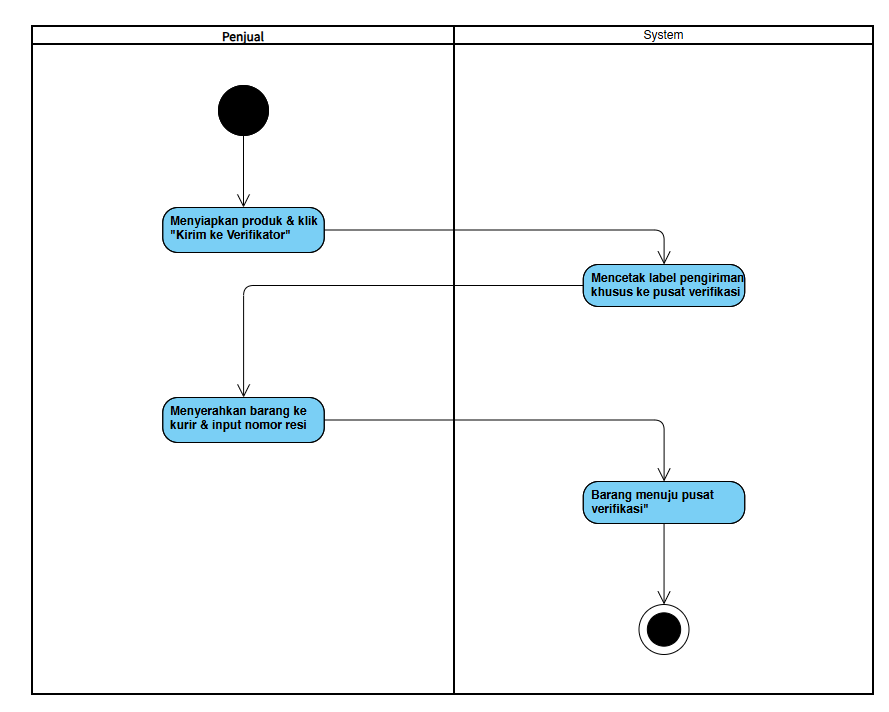 Penjual
System
Menyiapkan produk & klik
"Kirim ke Verifikator"
Mencetak label pengiriman
khusus ke pusat verifikasi
Menyerahkan barang ke
kurir & input nomor resi
Barang menuju pusat
verifikasi"